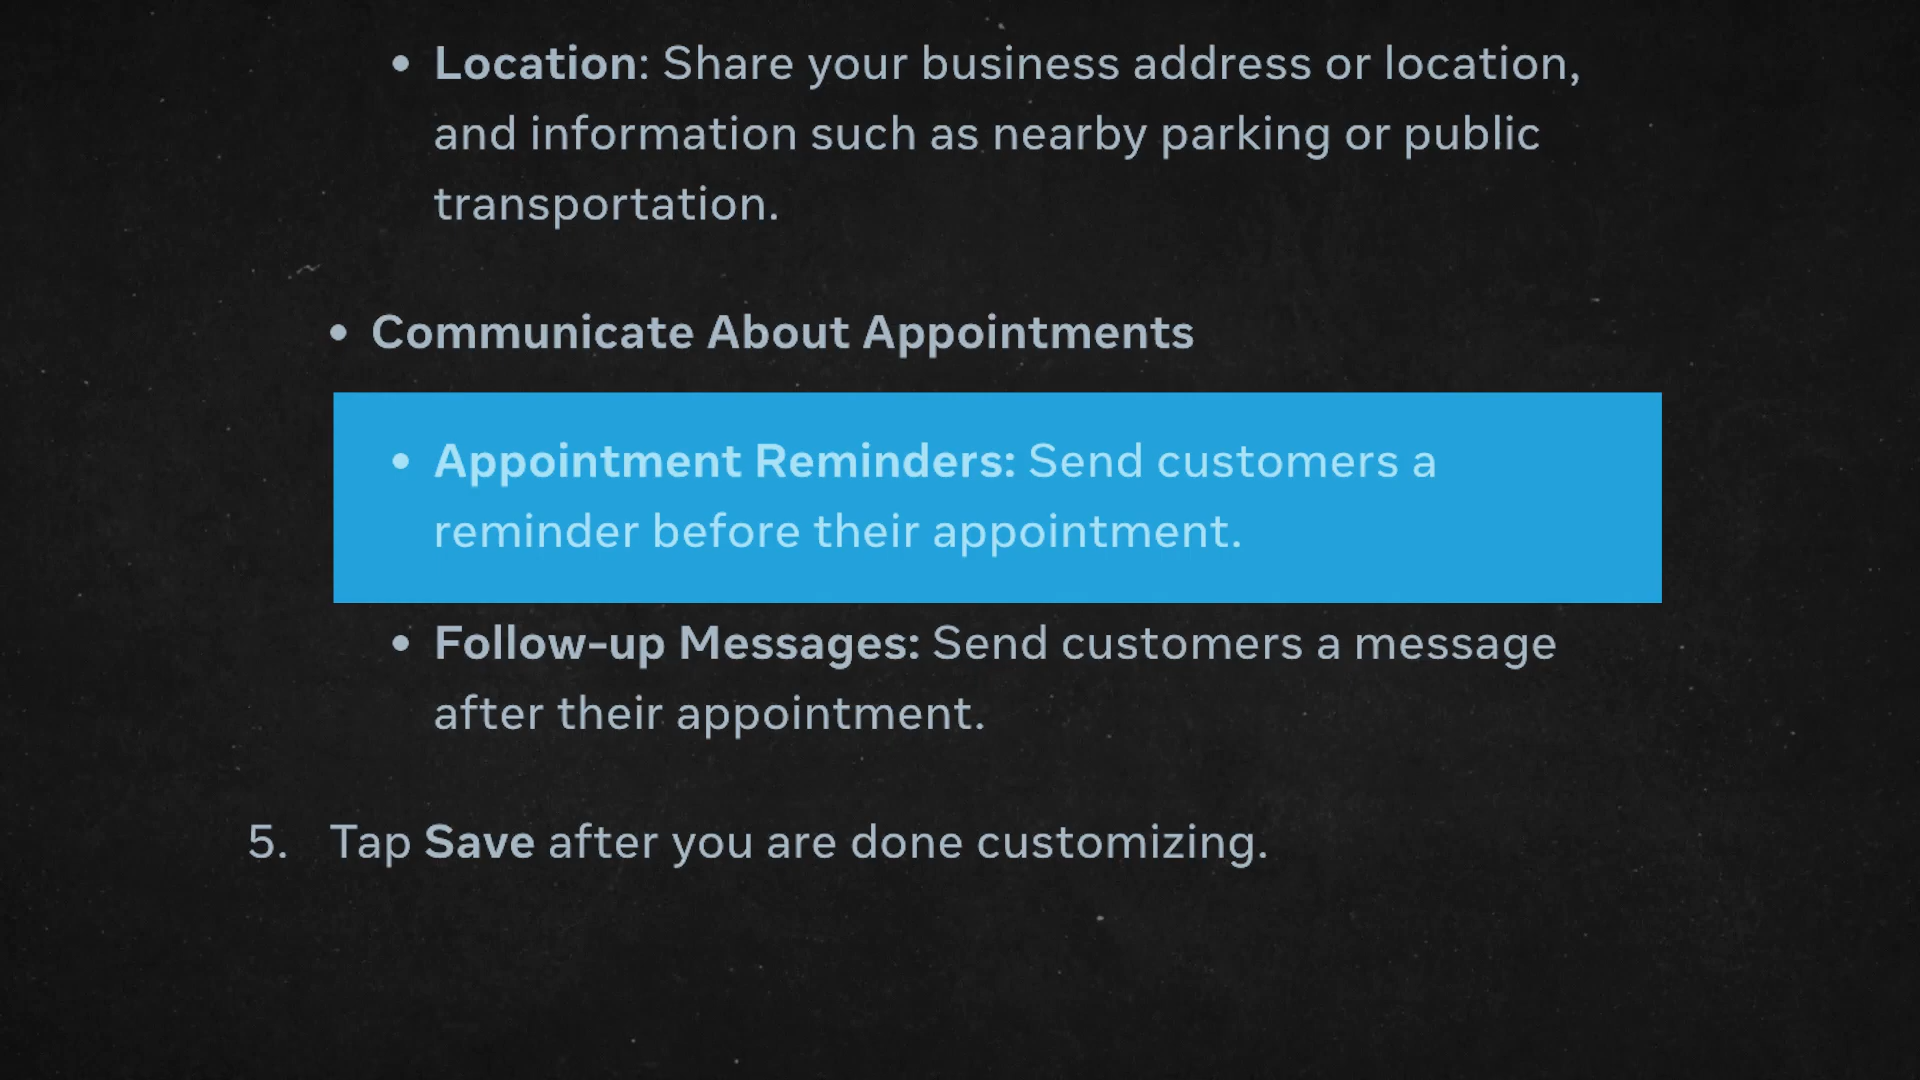 • Location: Share your business address or location,
and information such as nearby parking or public
transportation.
• Communicate About Appointments
• Appointment Reminders: Send customers a
reminder before their appointment.
• Follow-up Messages: Send customers a message
after their appointment.
5. Tap Save after you are done customizing.